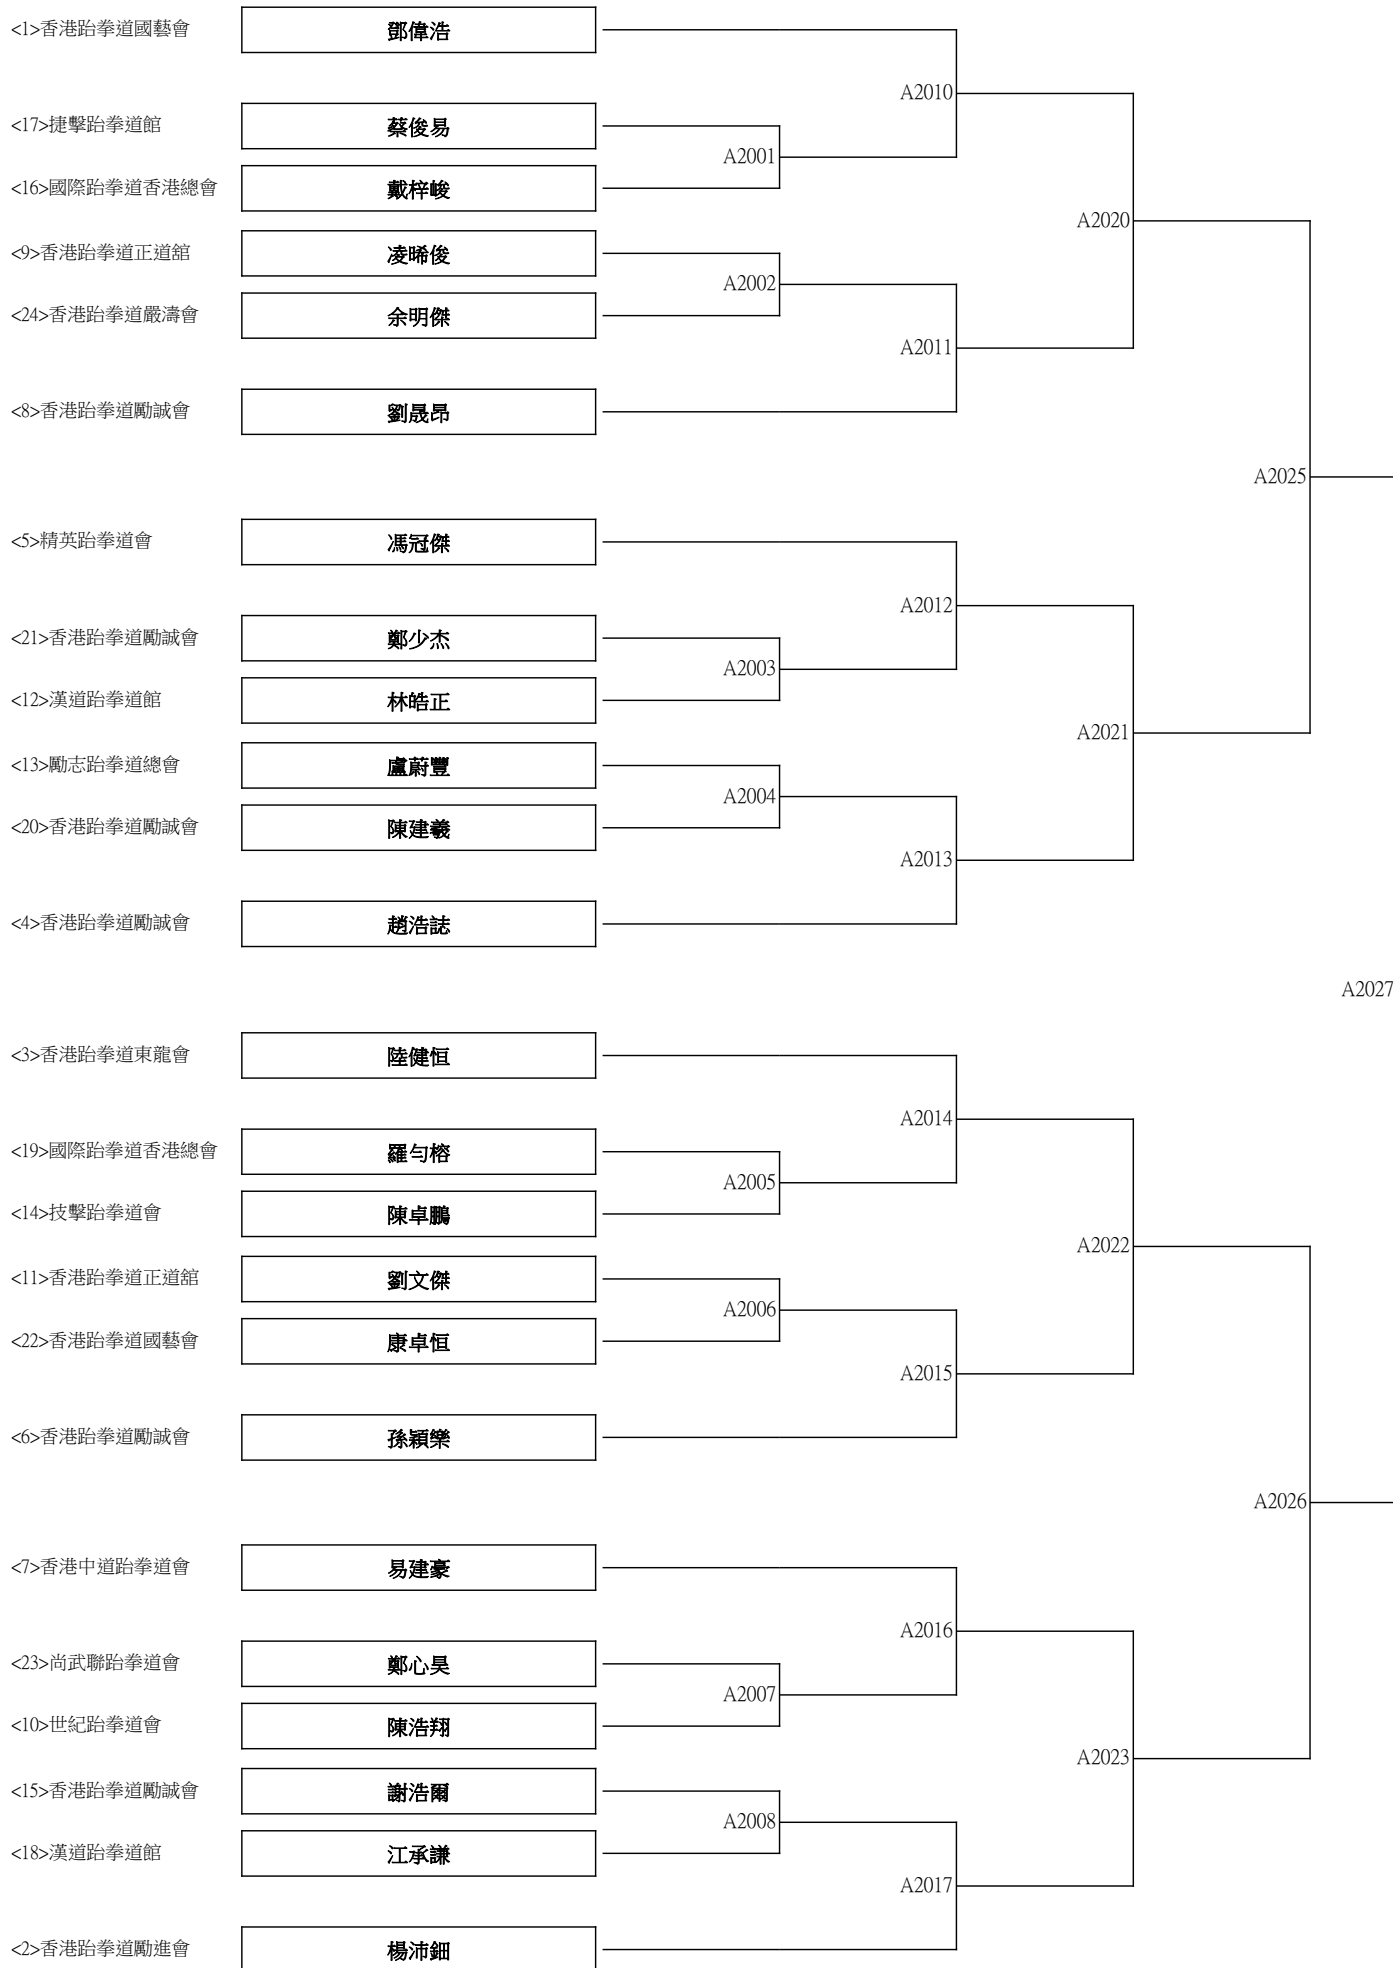 <1>香港跆拳道國藝會 鄧偉浩
A2010
<17>捷擊跆拳道館 蔡俊易
A2001
<16>國際跆拳道香港總會 戴梓峻
A2020
<9>香港跆拳道正道舘 凌晞俊
A2002
<24>香港跆拳道嚴濤會 余明傑
A2011
<8>香港跆拳道勵誠會 劉晟昂
A2025
<5>精英跆拳道會 馮冠傑
A2012
<21>香港跆拳道勵誠會 鄭少杰
A2003
<12>漢道跆拳道館 林皓正
A2021
<13>勵志跆拳道總會 盧蔚豐
A2004
<20>香港跆拳道勵誠會 陳建羲
A2013
<4>香港跆拳道勵誠會 趙浩誌
A2027
<3>香港跆拳道東龍會 陸健恒
A2014
<19>國際跆拳道香港總會 羅勻榕
A2005
<14>技擊跆拳道會 陳卓鵬
A2022
<11>香港跆拳道正道舘 劉文傑
A2006
<22>香港跆拳道國藝會 康卓恒
A2015
<6>香港跆拳道勵誠會 孫穎樂
A2026
<7>香港中道跆拳道會 易建豪
A2016
<23>尚武聯跆拳道會 鄭心昊
A2007
<10>世紀跆拳道會 陳浩翔
A2023
<15>香港跆拳道勵誠會 謝浩爾
A2008
<18>漢道跆拳道館 江承謙
A2017
<2>香港跆拳道勵進會 楊沛鈿